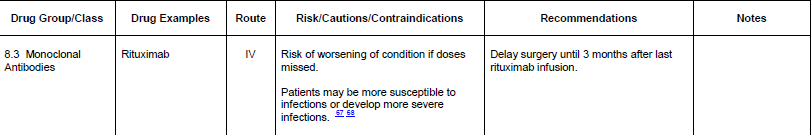 Drug Group/Class Drug Examples Route Risk/Cautions/Contraindications Recommendations Notes
8.3 Monoclonal Antibodies
Rituximab
IV
Risk of worsening of condition if doses
missed.
Patients may be more susceptible to
infections or develop more severe
infections. 57 58
Delay surgery until 3 months after last
rituximab infusion.